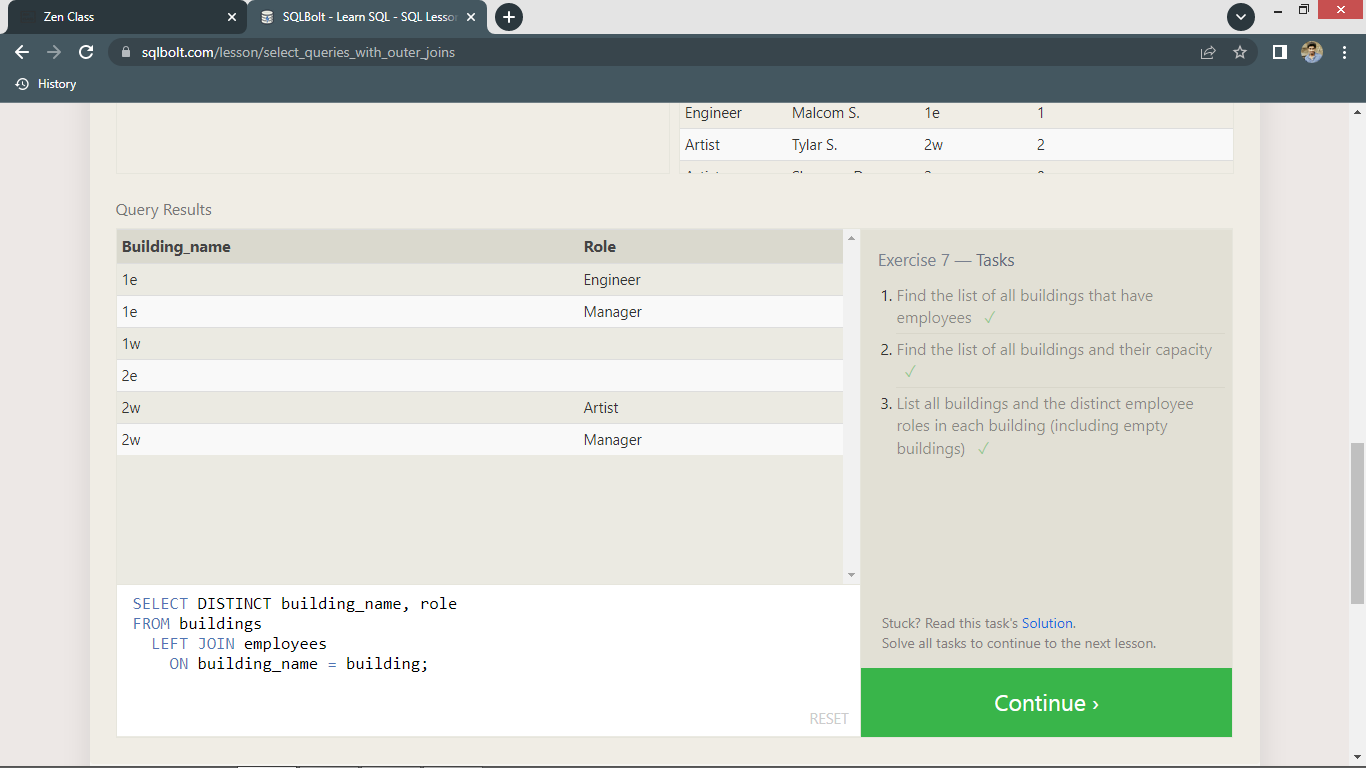 Zen Class
SQLBolt - Learn SQL - SQL Lesson
sqlbolt.com/lesson/select_queries_with_outer_joins
History
Engineer Malcom S. 1e 1
Artist Tylar S. 2w 2
Query Results
Building_name Role
1e Engineer
1e Manager
1w
2e
2w Artist
2w Manager
Exercise 7 — Tasks
1. Find the list of all buildings that have
employees ✓
2. Find the list of all buildings and their capacity
✓
3. List all buildings and the distinct employee
roles in each building (including empty
buildings) ✓
SELECT DISTINCT building_name, role
FROM buildings
LEFT JOIN employees
ON building_name = building;
RESET
Stuck? Read this task's Solution.
Solve all tasks to continue to the next lesson.
Continue ›